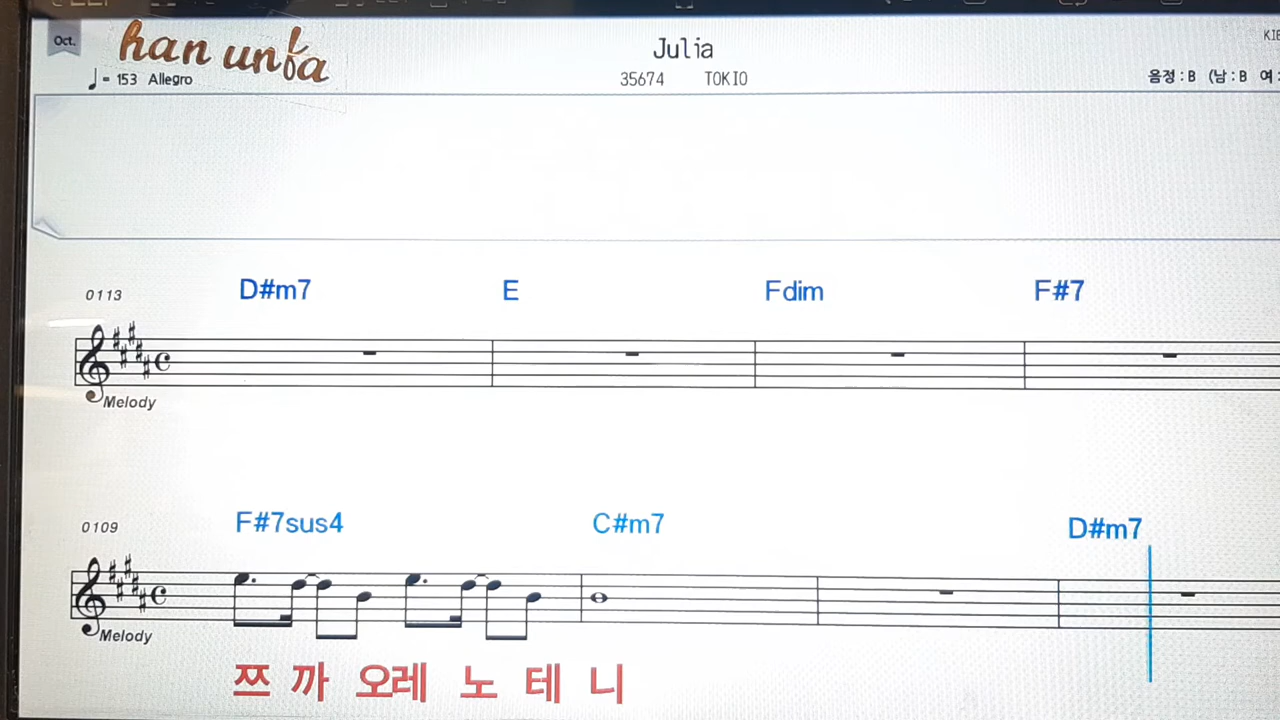 Oct.
han unfa
Julia
♩= 153 Allegro
35674 TOKIO
음정 : B (남 : B 여 :
0113
D#m7 E Fdim F#7
Melody
0109
F#7sus4 C#m7 D#m7
Melody
쯔 까 오레 노 테 니